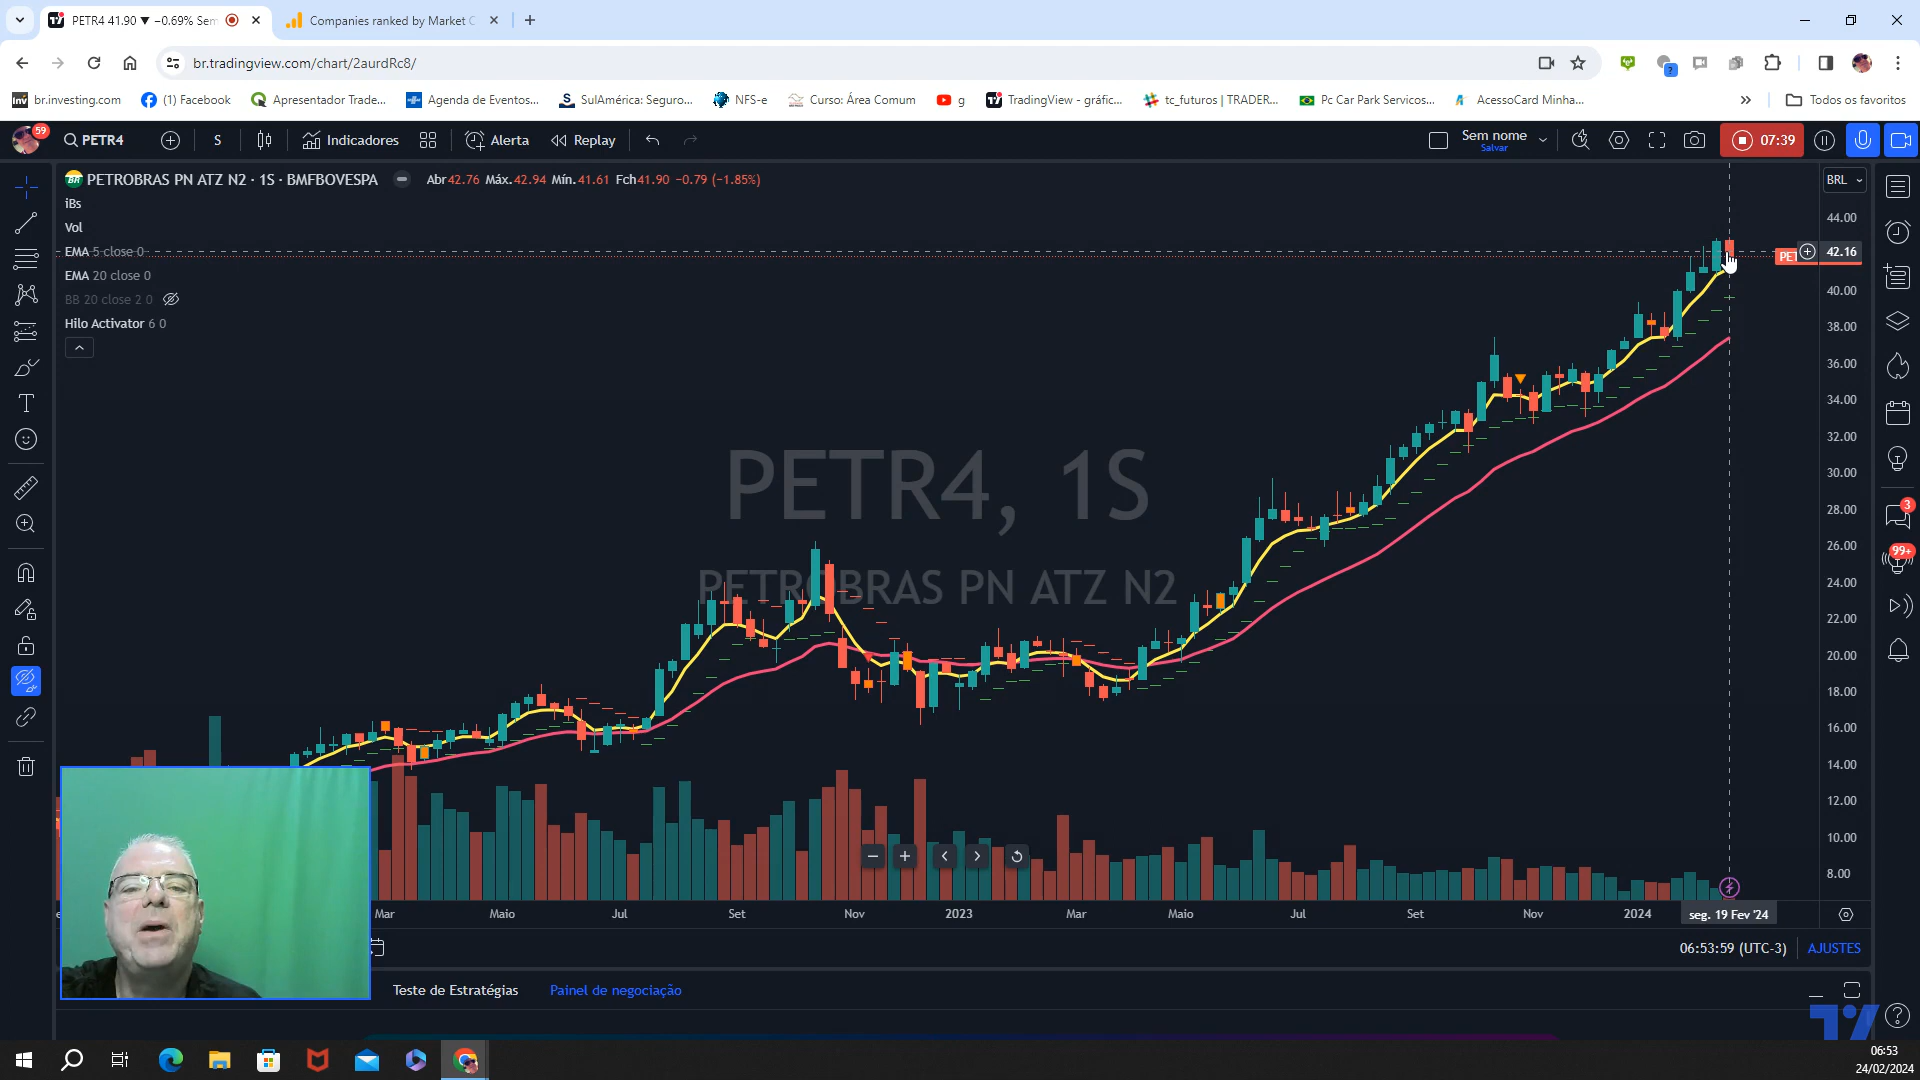 PETR4 41.90 ▼ −0.69% Sem
Companies ranked by Market C
br.tradingview.com/chart/2aurdRc8/
br.investing.com
(1) Facebook
Apresentador Trade...
Agenda de Eventos...
SulAmérica: Seguro...
NFS-e
Curso: Área Comum
g
TradingView - gráfic...
tc_futuros | TRADER...
Pc Car Park Servicos...
AcessoCard Minha...
Todos os favoritos
59
PETR4
S
Indicadores
Alerta
Replay
Sem nome
Salvar
07:39
PETROBRAS PN ATZ N2 · 1S · BMFBOVESPA
Abr42.76 Máx.42.94 Mín.41.61 Fch41.90 −0.79 (−1.85%)
BRL
iBs
Vol
EMA 5 close 0
EMA 20 close 0
BB 20 close 2 0
Hilo Activator 6 0
44.00
PET
42.16
40.00
38.00
36.00
34.00
32.00
30.00
28.00
26.00
24.00
22.00
20.00
18.00
16.00
14.00
12.00
10.00
8.00
PETR4, 1S
PETROBRAS PN ATZ N2
3
99+
Mar
Maio
Jul
Set
Nov
2023
Mar
Maio
Jul
Set
Nov
2024
seg. 19 Fev '24
06:53:59 (UTC-3)
AJUSTES
Teste de Estratégias
Painel de negociação
06:53
24/02/2024